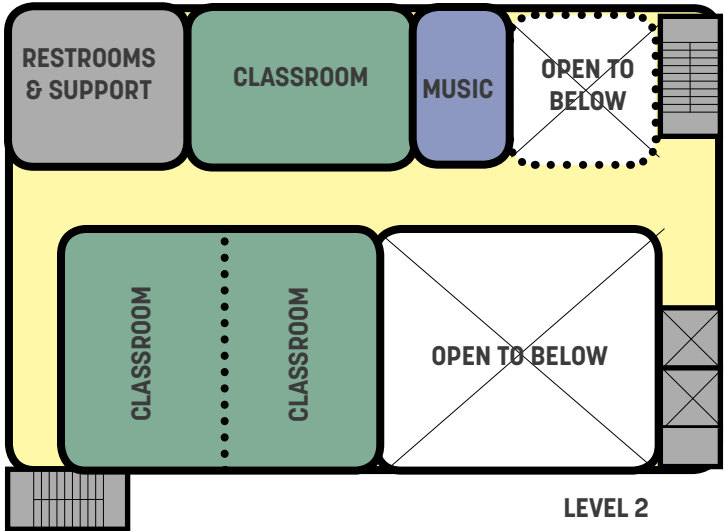 RESTROOMS
& SUPPORT
CLASSROOM
MUSIC
OPEN TO
BELOW
CLASSROOM
CLASSROOM
OPEN TO BELOW
LEVEL 2